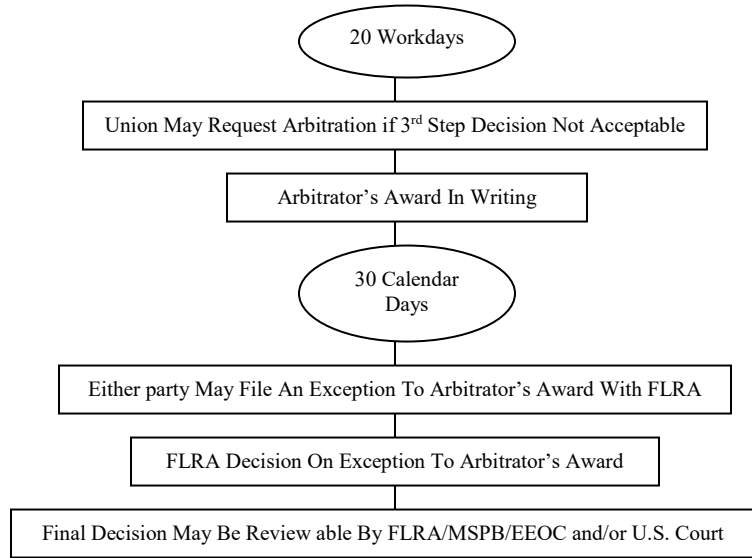 20 Workdays
Union May Request Arbitration if 3rd Step Decision Not Acceptable
Arbitrator’s Award In Writing
30 Calendar
Days
Either party May File An Exception To Arbitrator’s Award With FLRA
FLRA Decision On Exception To Arbitrator’s Award
Final Decision May Be Review able By FLRA/MSPB/EEOC and/or U.S. Court